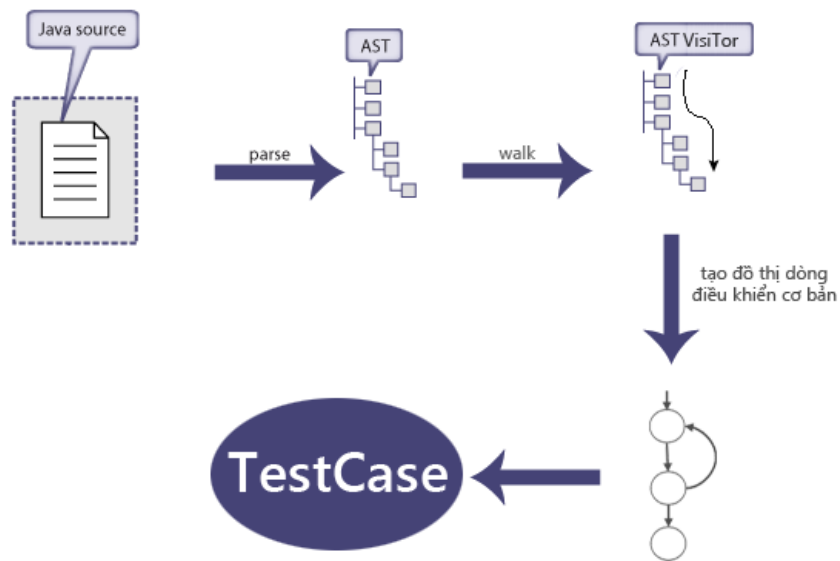 Java source
AST
AST VisiTor
parse
walk
tạo đồ thị dòng
điều khiển cơ bản
TestCase